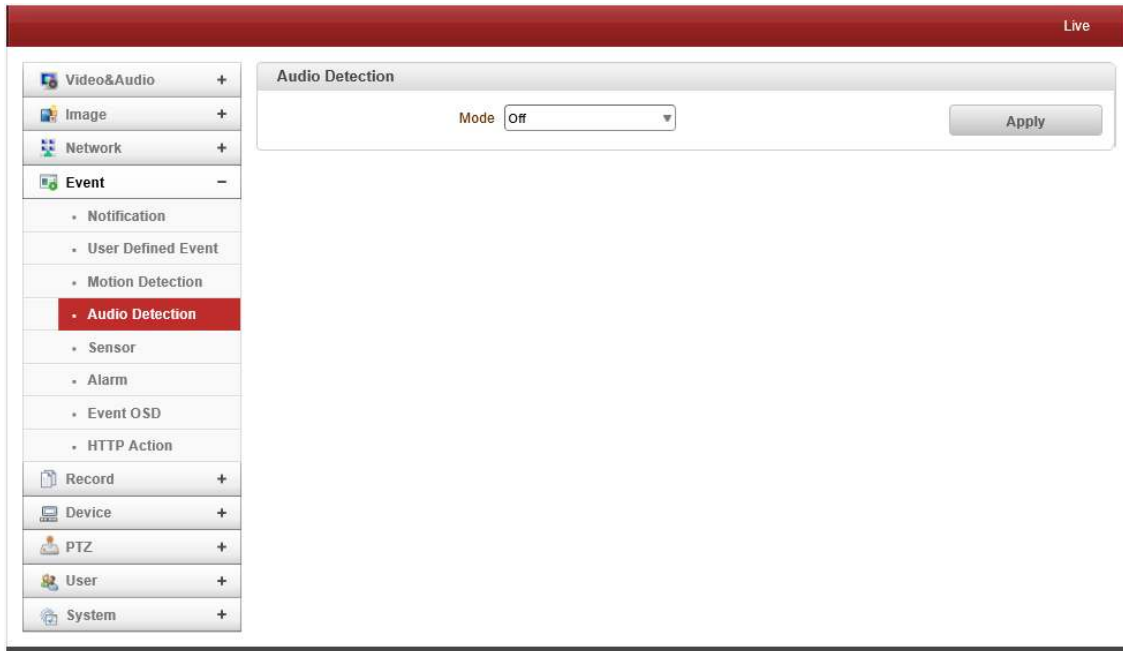 Live
Video&Audio +
Image +
Network +
Event −
Notification
User Defined Event
Motion Detection
Audio Detection
Sensor
Alarm
Event OSD
HTTP Action
Record +
Device +
PTZ +
User +
System +
Audio Detection
Mode Off
Apply